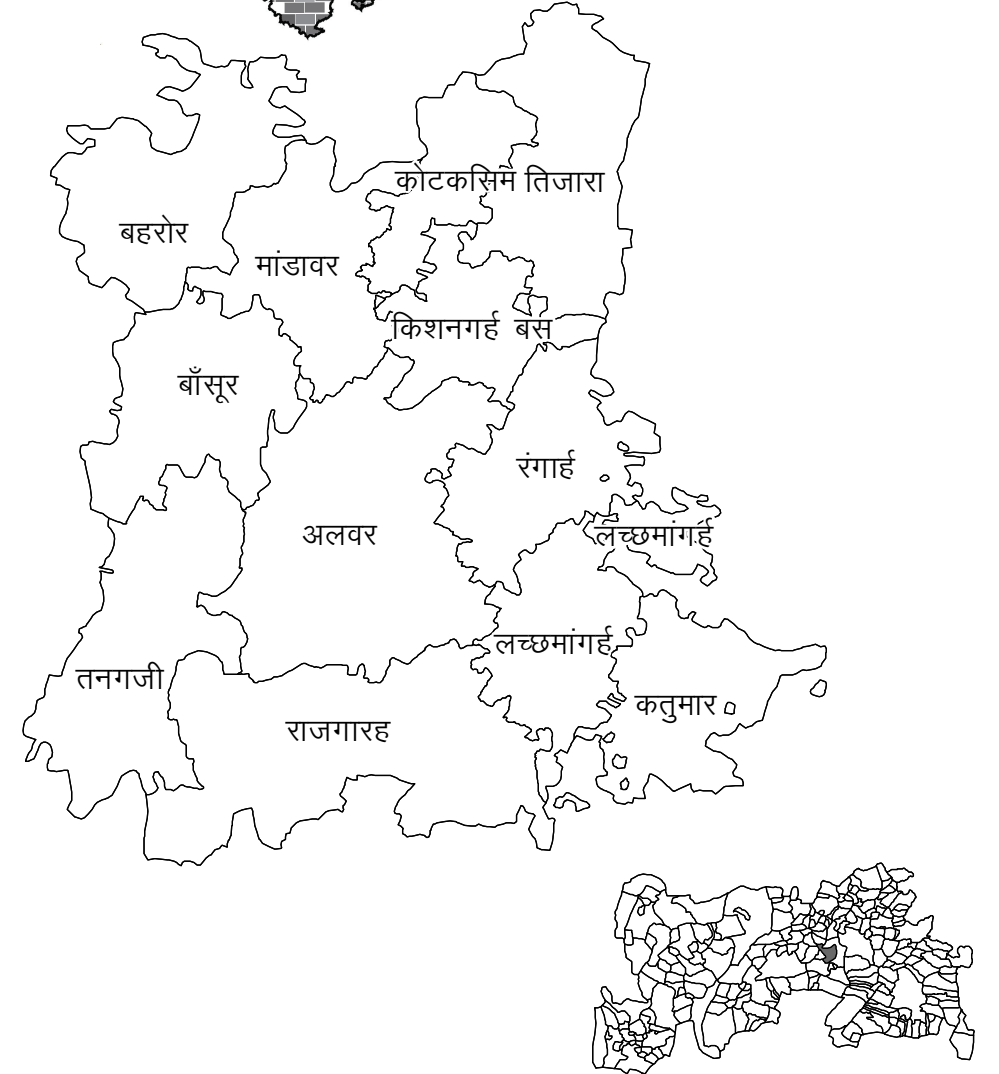 कोटकसिम तिजारा
बहरोर
मांडावर
किशनगर्ह बस
बाँसूर
रंगार्ह
अलवर
लच्छमांगर्ह
लच्छमांगर्ह
तनगजी
कतुमार
राजगारह